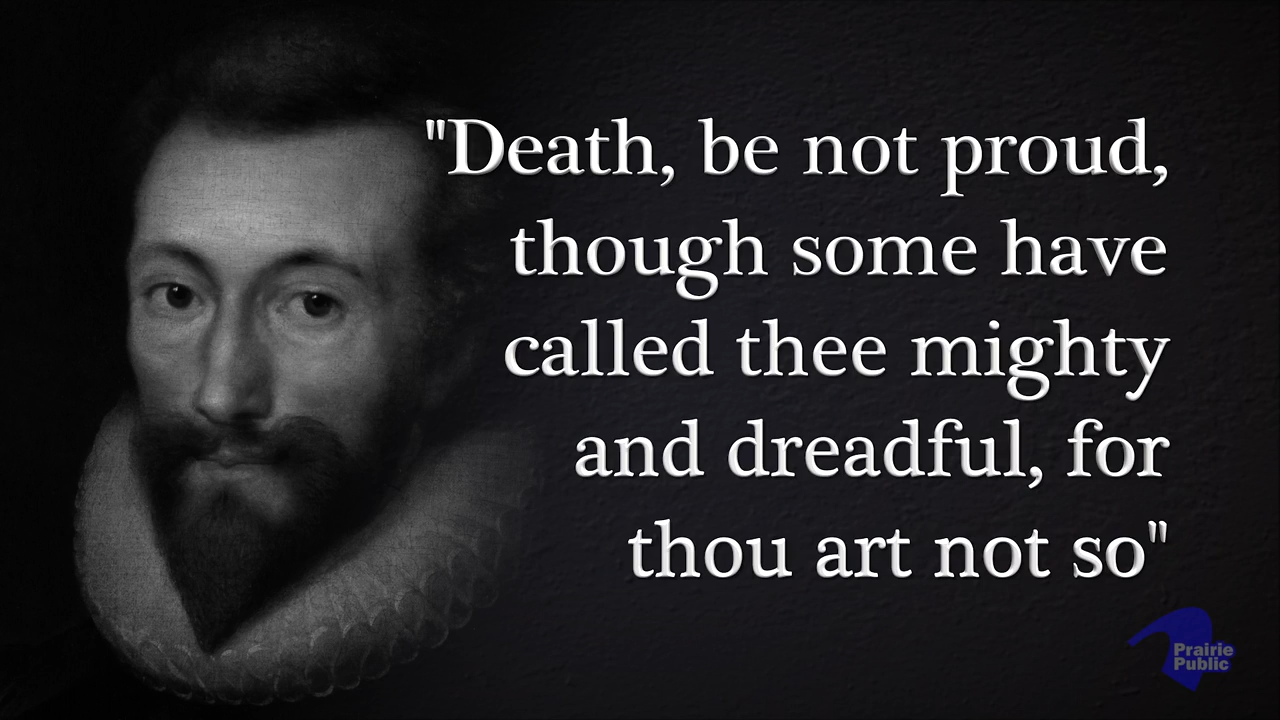 "Death, be not proud,
though some have
called thee mighty
and dreadful, for
thou art not so"
Prairie
Public